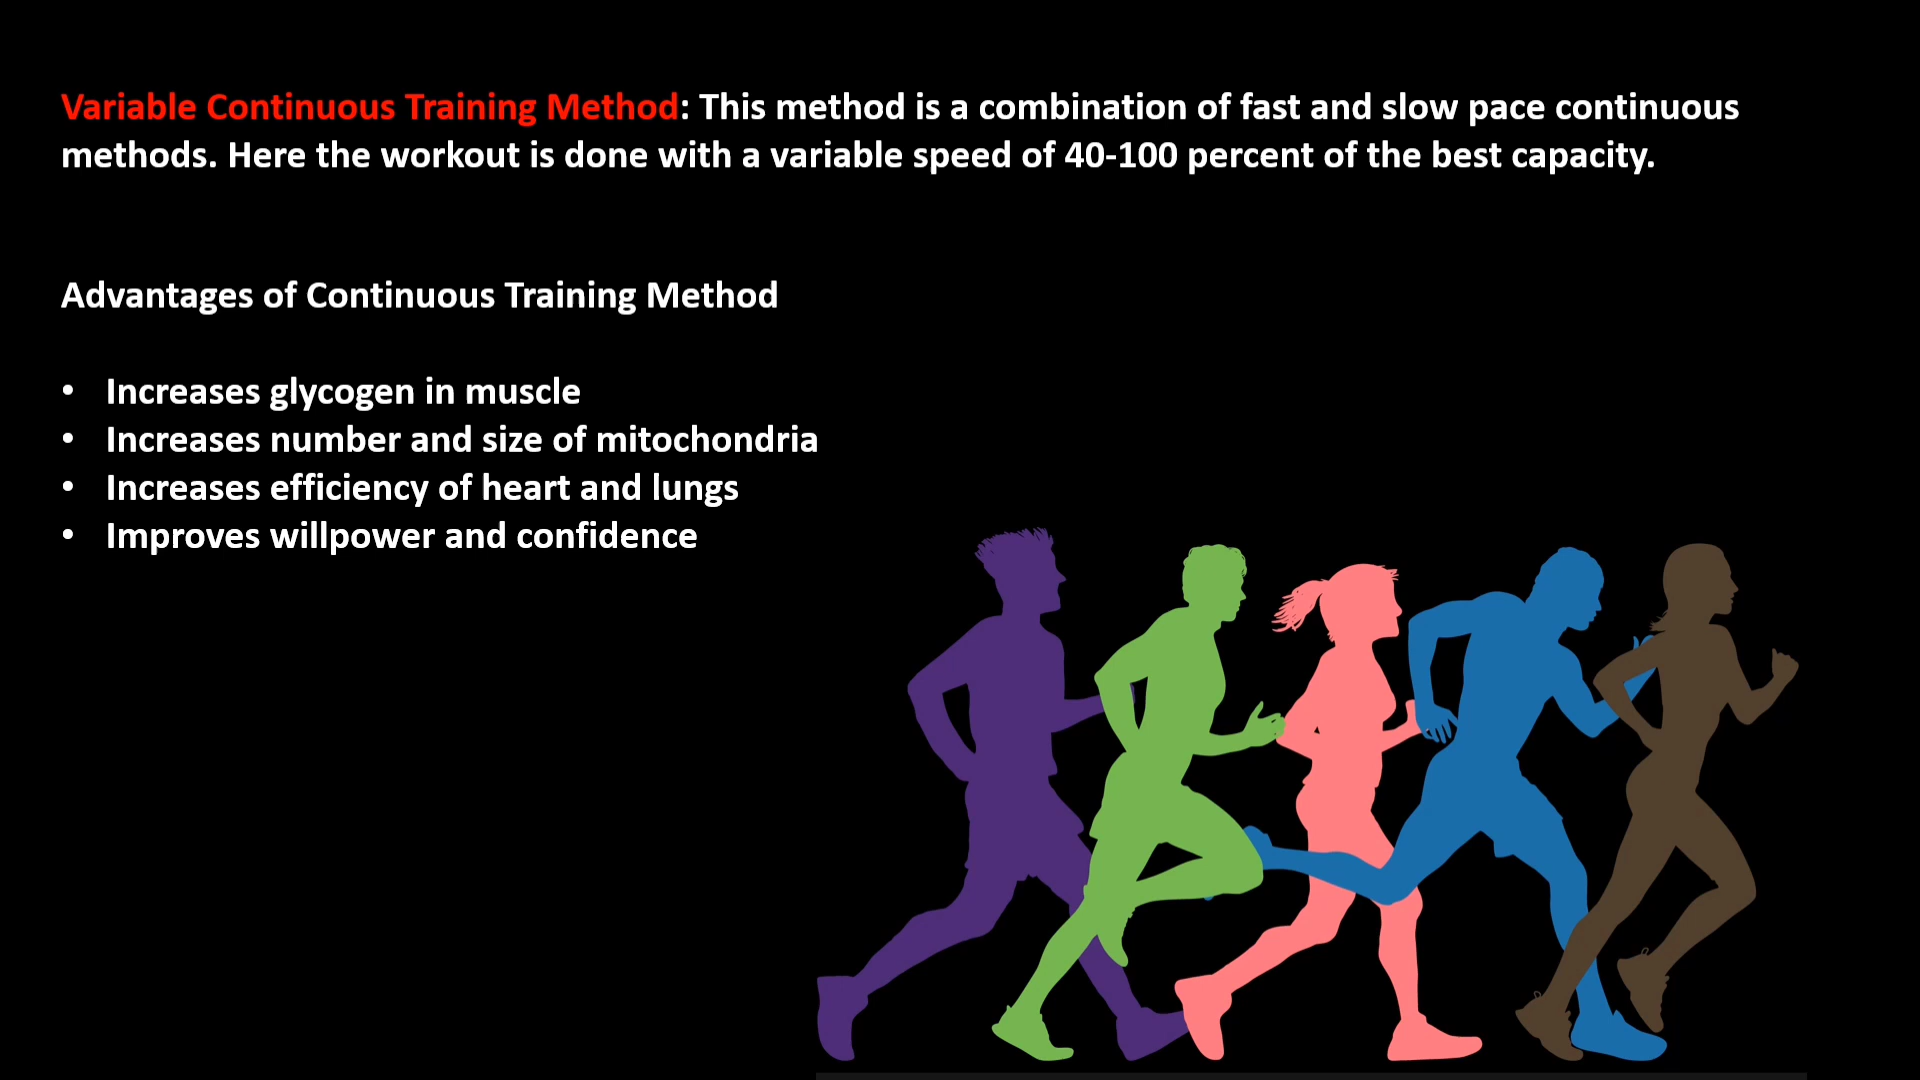 Variable Continuous Training Method: This method is a combination of fast and slow pace continuous
methods. Here the workout is done with a variable speed of 40-100 percent of the best capacity.
Advantages of Continuous Training Method
• Increases glycogen in muscle
• Increases number and size of mitochondria
• Increases efficiency of heart and lungs
• Improves willpower and confidence